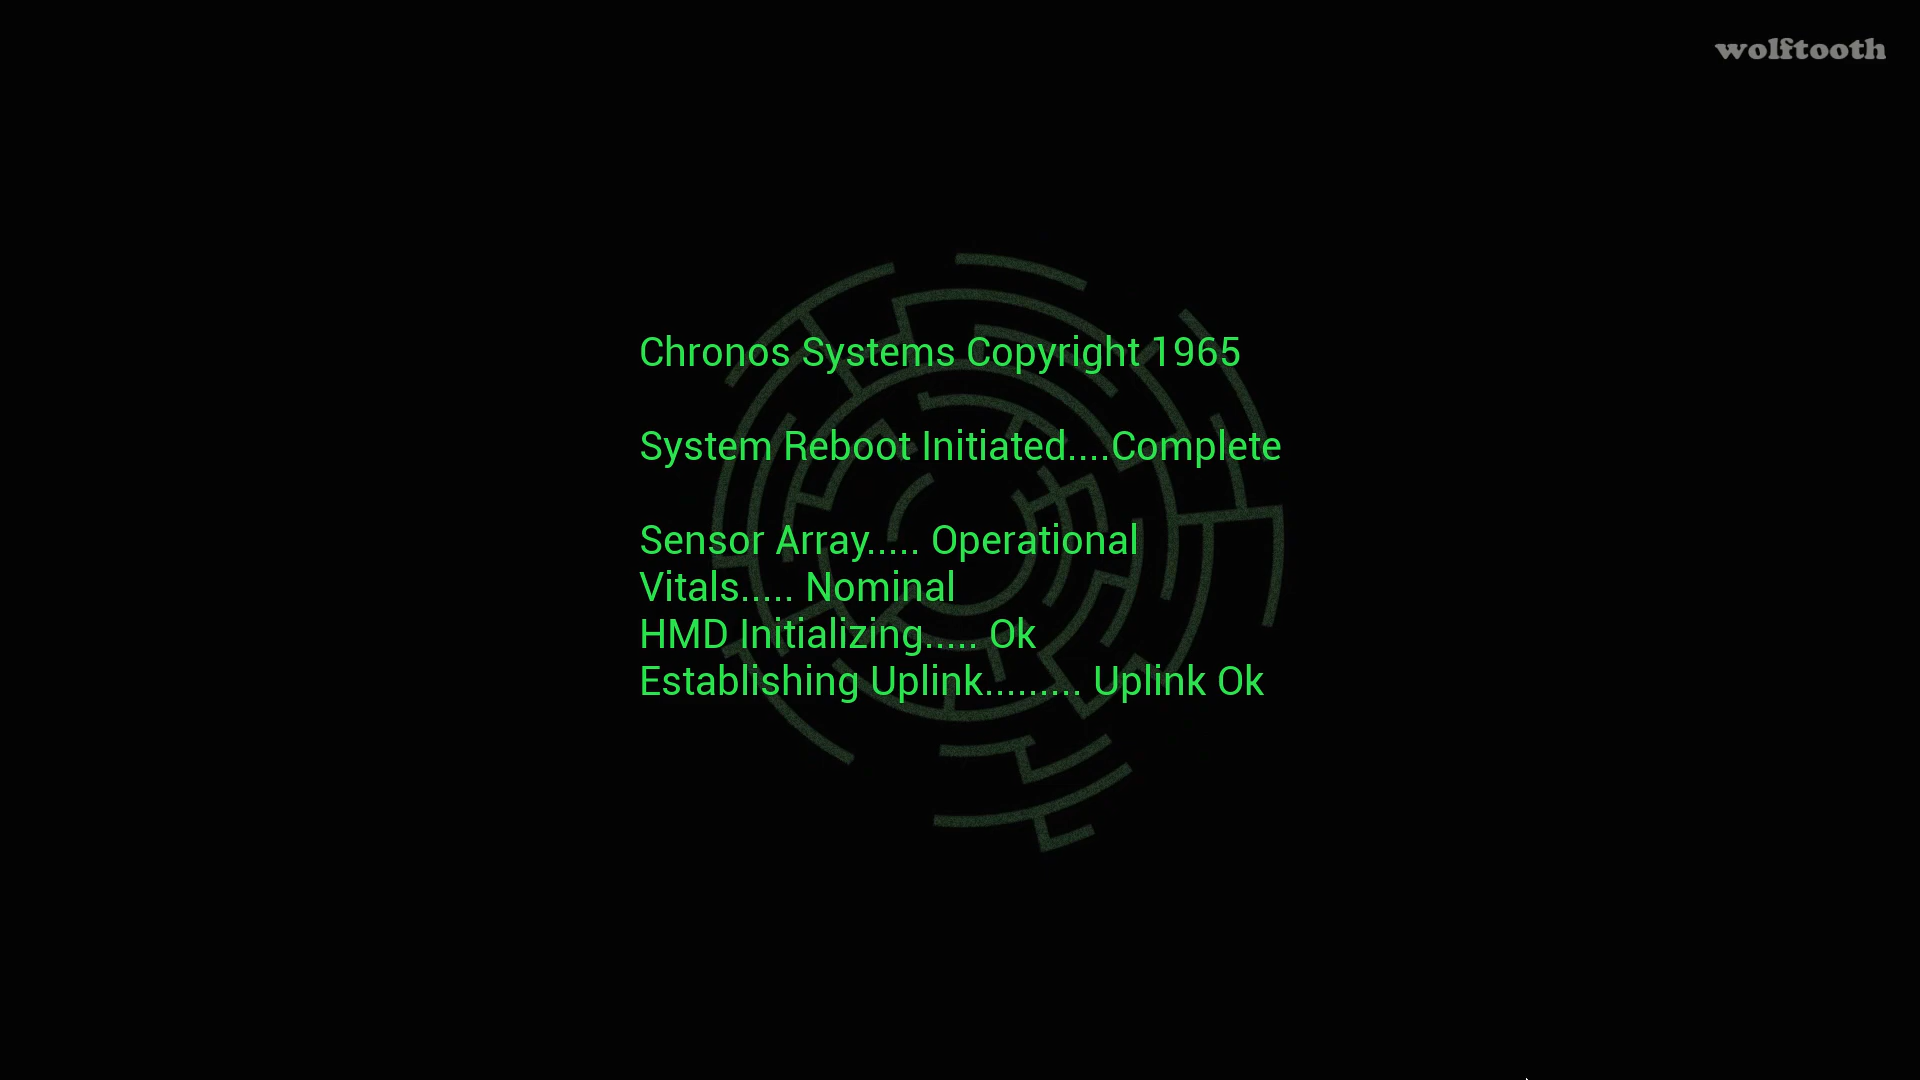 wolftooth
Chronos Systems Copyright 1965
System Reboot Initiated....Complete
Sensor Array..... Operational
Vitals..... Nominal
HMD Initializing..... Ok
Establishing Uplink......... Uplink Ok